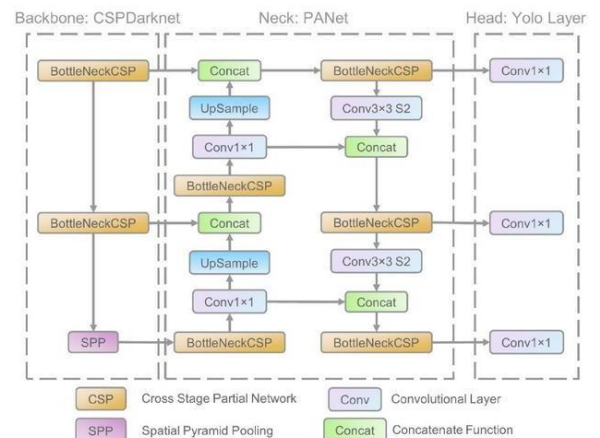 Backbone: CSPDarknet Neck: PANet Head: Yolo Layer
BottleNeckCSP Concat BottleNeckCSP Conv1×1
UpSample Conv3×3 S2
Conv1×1 Concat
BottleNeckCSP
BottleNeckCSP Concat BottleNeckCSP Conv1×1
UpSample Conv3×3 S2
Conv1×1 Concat
SPP BottleNeckCSP BottleNeckCSP Conv1×1
CSP Cross Stage Partial Network Conv Convolutional Layer
SPP Spatial Pyramid Pooling Concat Concatenate Function